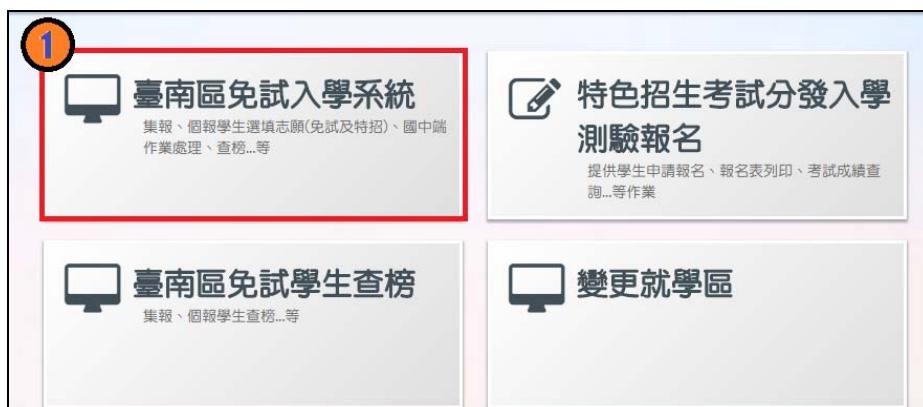 1
臺南區免試入學系統
集報、個報學生選填志願(免試及特招)、國中端
作業處理、查榜...等
特色招生考試分發入學
測驗報名
提供學生申請報名、報名表列印、考試成績查
詢...等作業
臺南區免試學生查榜
集報、個報學生查榜...等
變更就學區